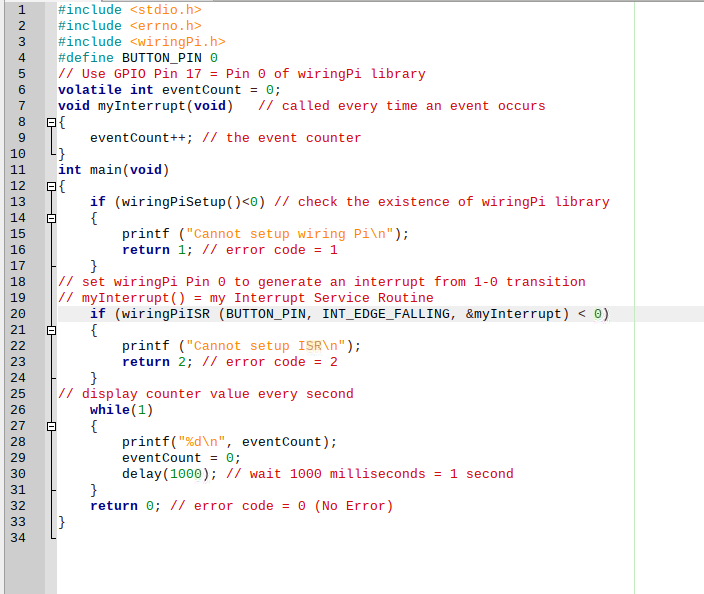 1 #include <stdio.h>
2 #include <errno.h>
3 #include <wiringPi.h>
4 #define BUTTON_PIN 0
5 // Use GPIO Pin 17 = Pin 0 of wiringPi library
6 volatile int eventCount = 0;
7 void myInterrupt(void)   // called every time an event occurs
8 {
9     eventCount++; // the event counter
10 }
11 int main(void)
12 {
13     if (wiringPiSetup()<0) // check the existence of wiringPi library
14     {
15         printf ("Cannot setup wiring Pi\n");
16         return 1; // error code = 1
17     }
18 // set wiringPi Pin 0 to generate an interrupt from 1-0 transition
19 // myInterrupt() = my Interrupt Service Routine
20     if (wiringPiISR (BUTTON_PIN, INT_EDGE_FALLING, &myInterrupt) < 0)
21     {
22         printf ("Cannot setup ISR\n");
23         return 2; // error code = 2
24     }
25 // display counter value every second
26     while(1)
27     {
28         printf("%d\n", eventCount);
29         eventCount = 0;
30         delay(1000); // wait 1000 milliseconds = 1 second
31     }
32     return 0; // error code = 0 (No Error)
33 }
34